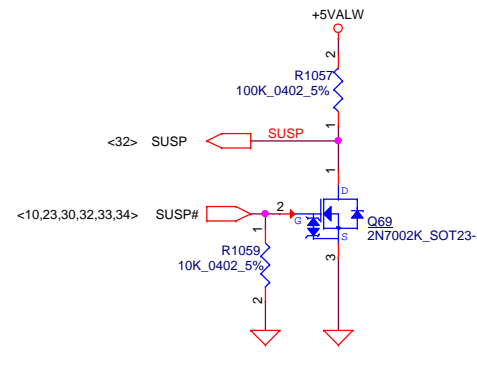 +5VALW
2
R1057
100K_0402_5%
1
<32> SUSP
SUSP
1
D
<10,23,30,32,33,34> SUSP#
2
G
Q69
2N7002K_SOT23-
S
1
R1059
10K_0402_5%
3
2